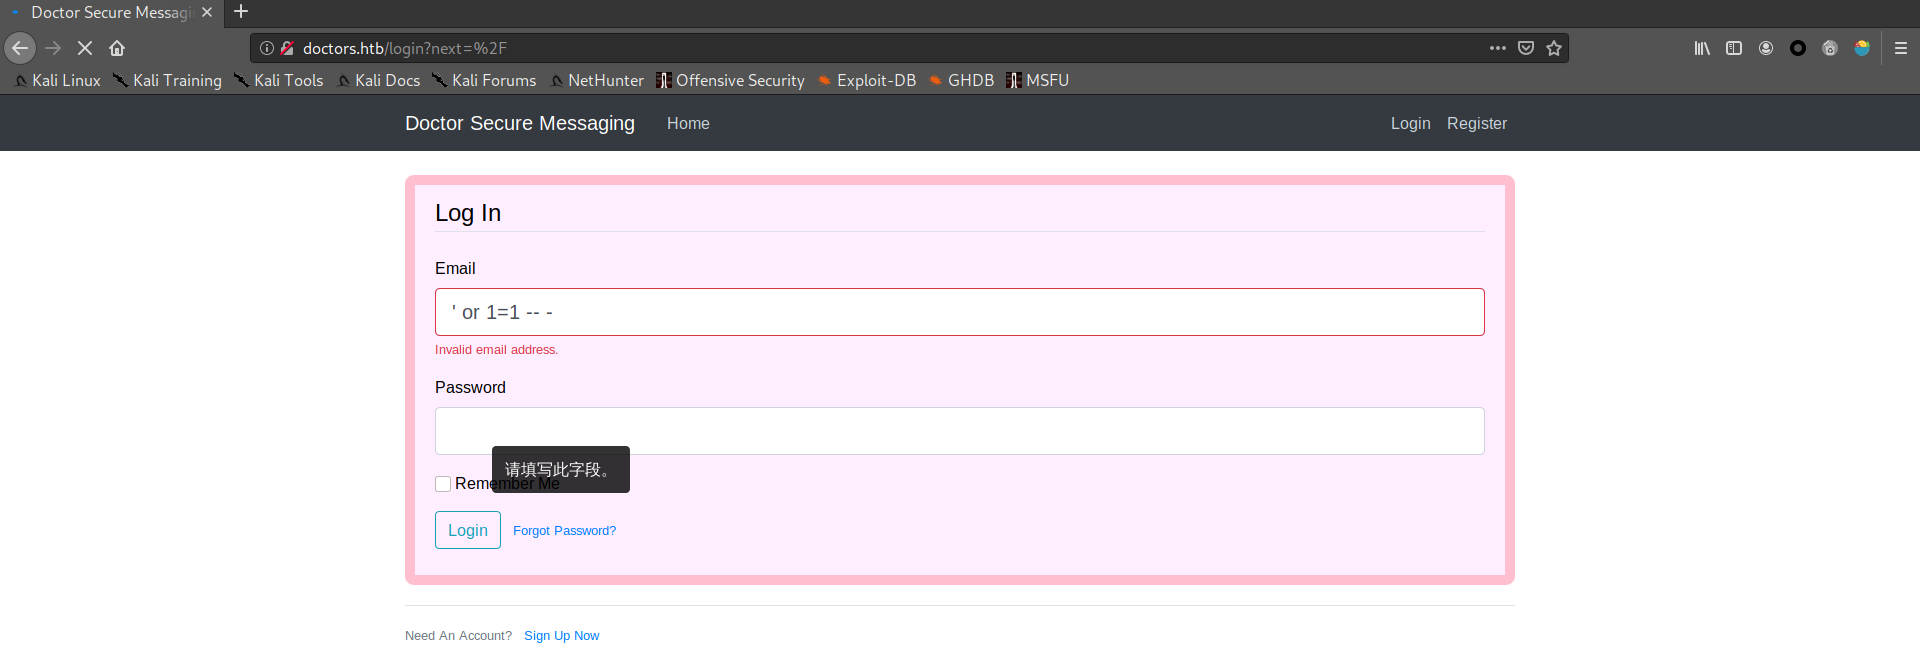 Doctor Secure Messagi
doctors.htb/login?next=%2F
Kali Linux Kali Training Kali Tools Kali Docs Kali Forums NetHunter Offensive Security Exploit-DB GHDB MSFU
Doctor Secure Messaging Home Login Register
Log In
Email
' or 1=1 -- -
Invalid email address.
Password
请填写此字段。
Remember Me
Login Forgot Password?
Need An Account? Sign Up Now